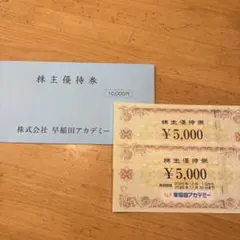 株主優待券
10,000円
株式会社 早稲田アカデミー
株主優待券
¥5,000
株主優待券
¥5,000
早稲田アカデミー